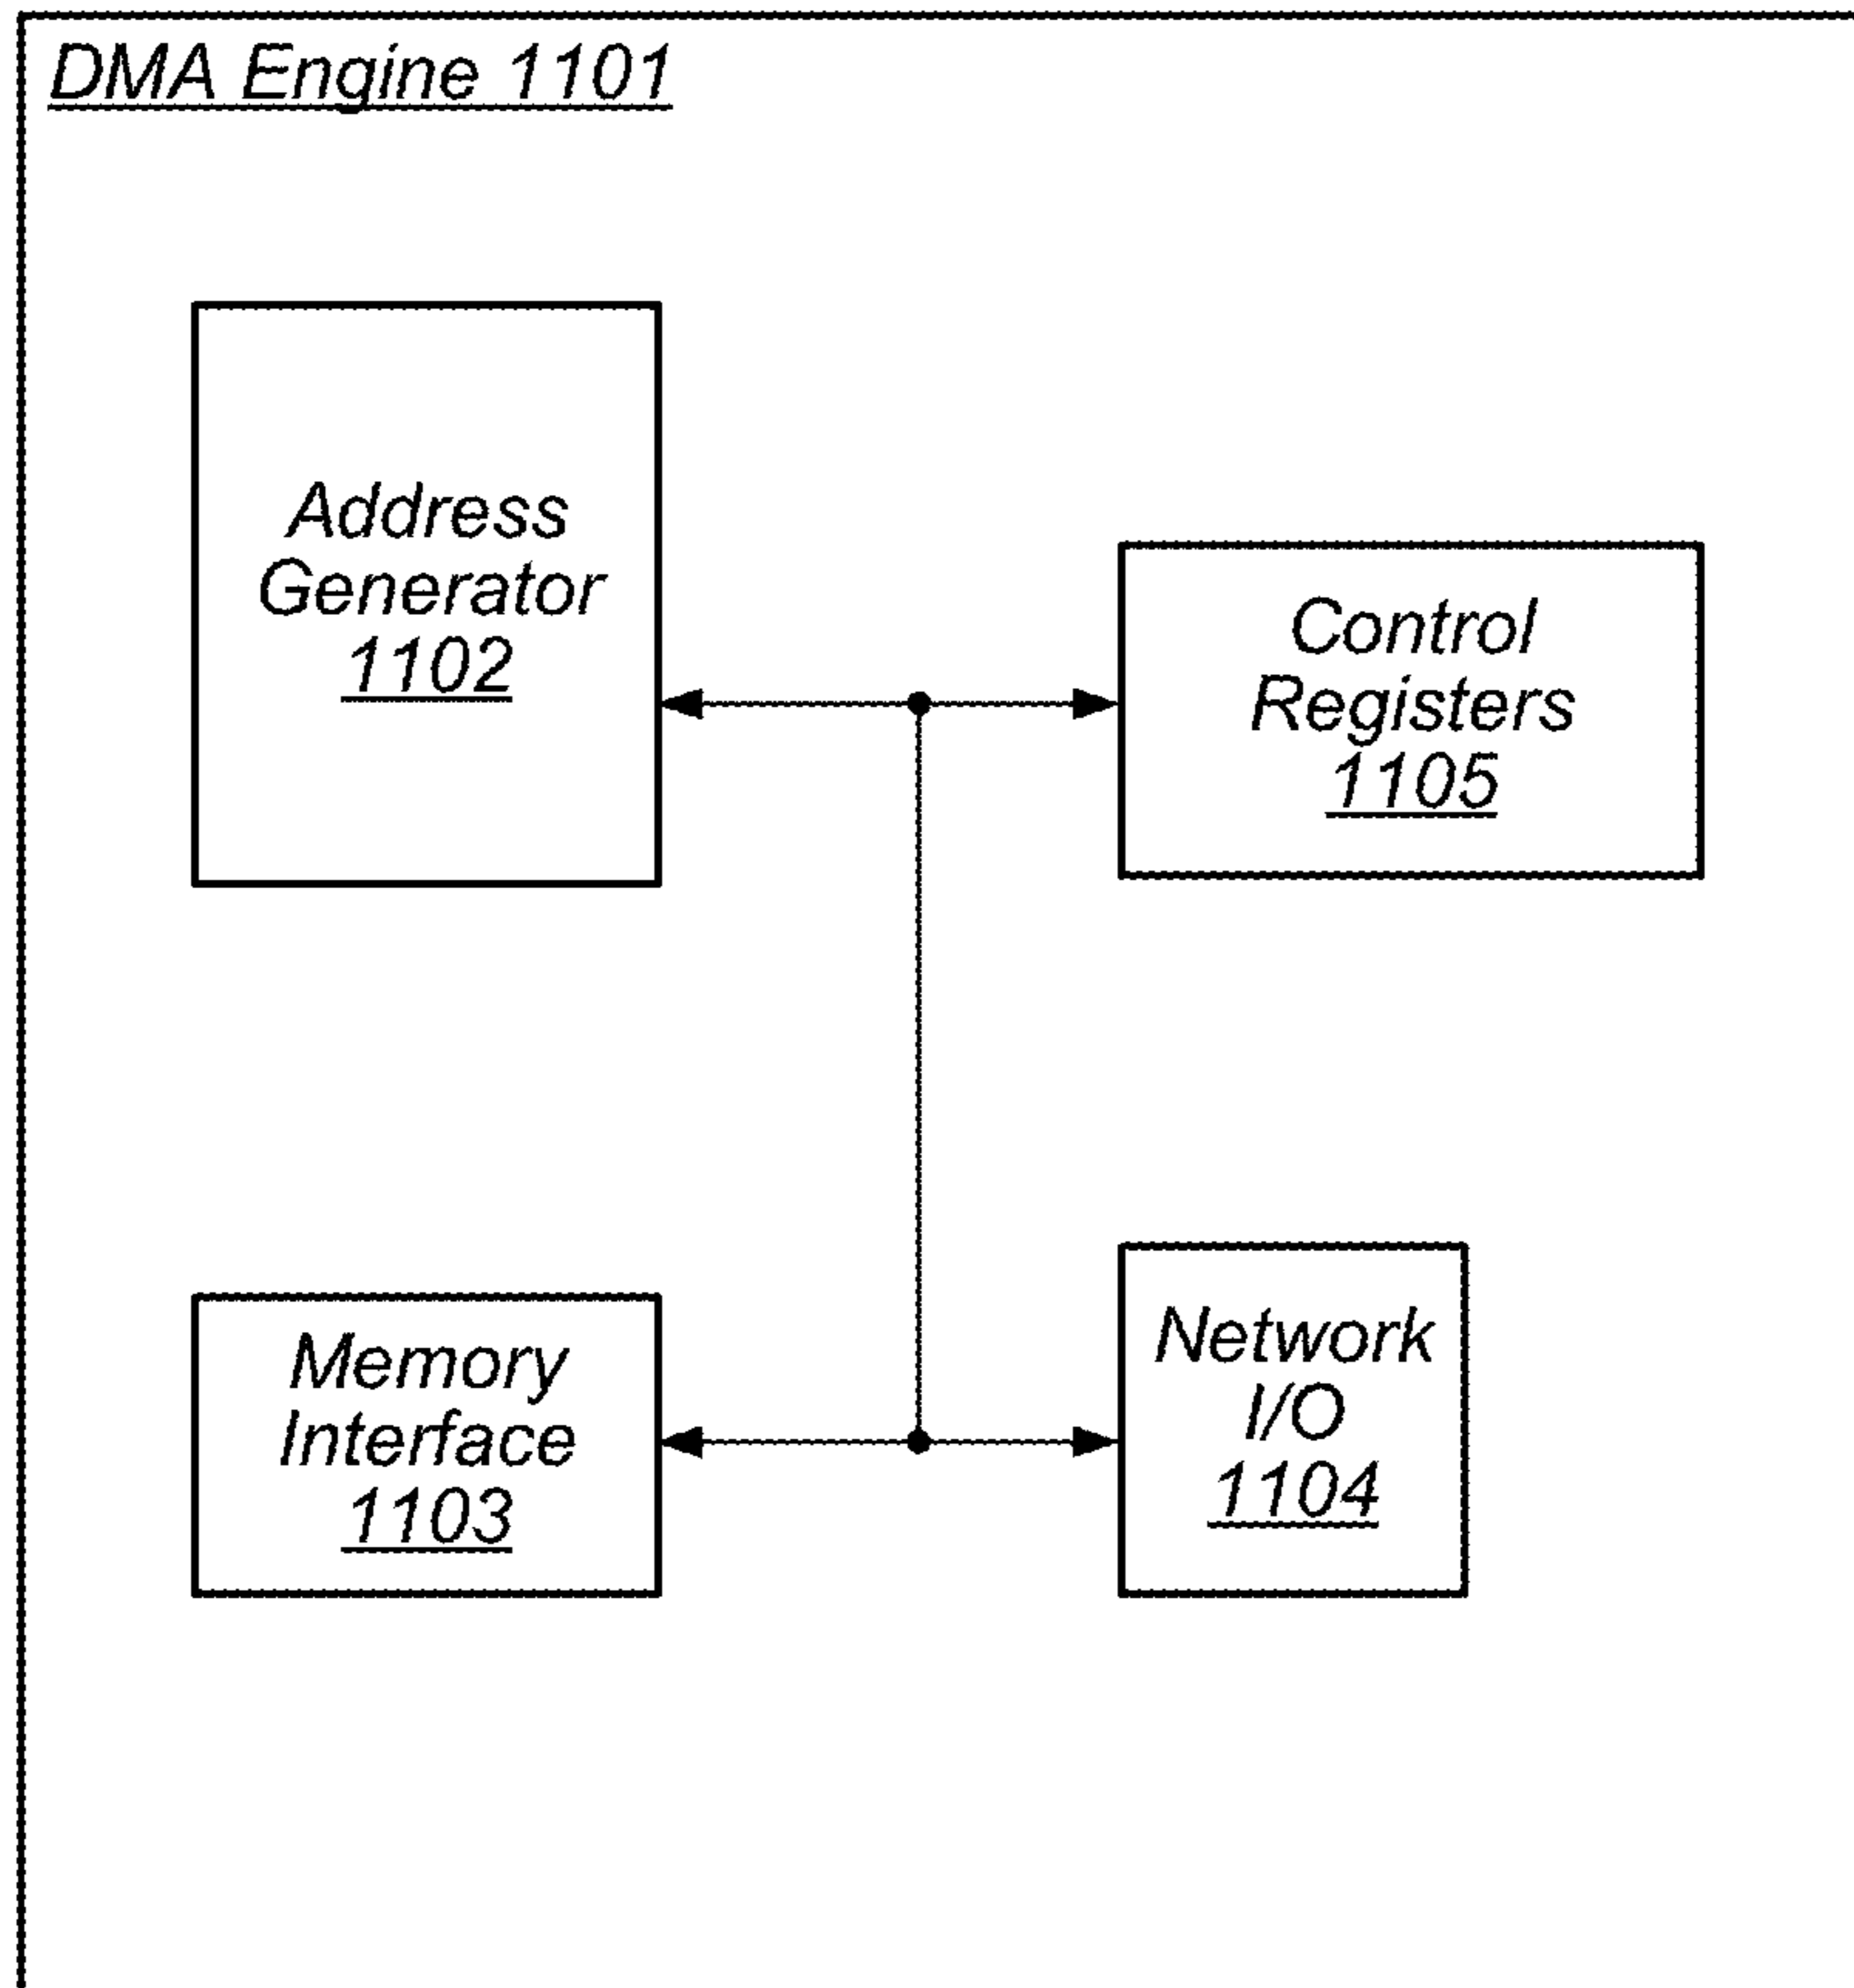 DMA Engine 1101
Address
Generator
1102
Control
Registers
1105
Memory
Interface
1103
Network
I/O
1104